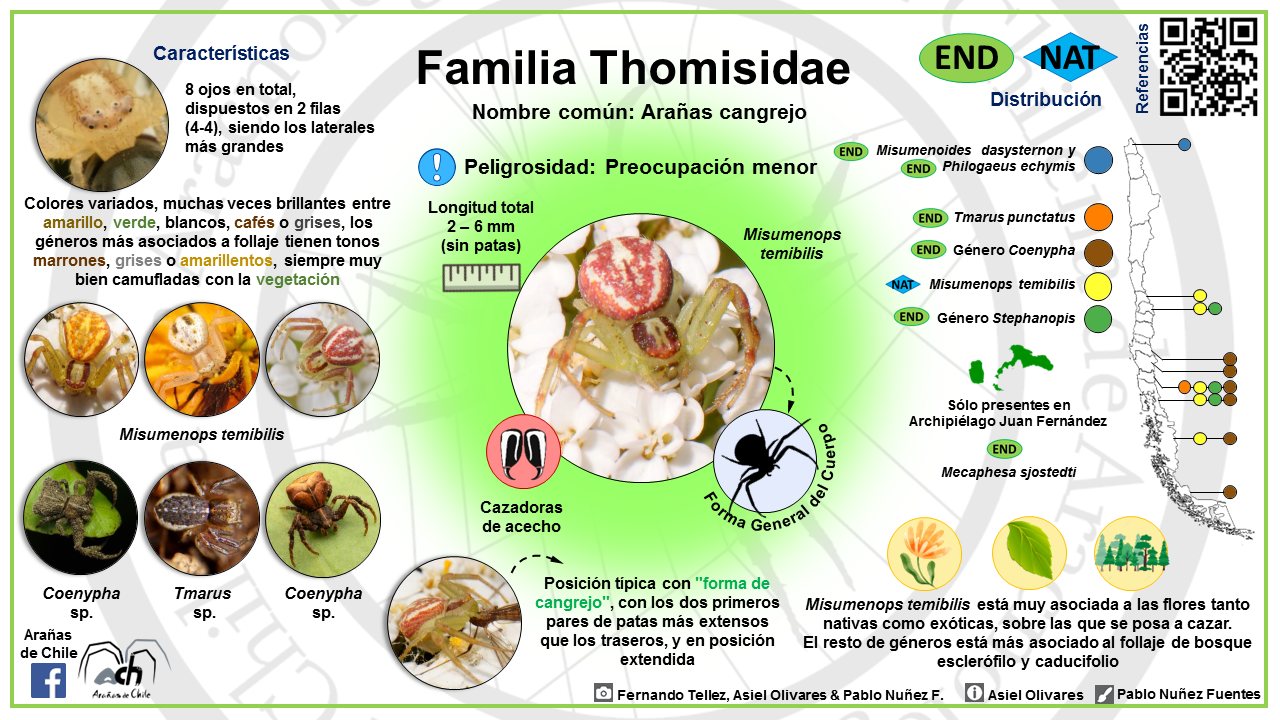 Familia Thomisidae
Nombre común: Arañas cangrejo
Peligrosidad: Preocupación menor
Características
8 ojos en total,
dispuestos en 2 filas
(4-4), siendo los laterales
más grandes
Colores variados, muchas veces brillantes entre
amarillo, verde, blancos, cafés o grises, los
géneros más asociados a follaje tienen tonos
marrones, grises o amarillentos, siempre muy
bien camufladas con la vegetación
Misumenops temibilis
Coenypha
sp.
Tmarus
sp.
Coenypha
sp.
Arañas
de Chile
ach
Arañas de Chile
Longitud total
2 – 6 mm
(sin patas)
Misumenops
temibilis
Cazadoras
de acecho
Forma General del Cuerpo
Posición típica con "forma de
cangrejo", con los dos primeros
pares de patas más extensos
que los traseros, y en posición
extendida
END
NAT
Distribución
Referencias
END
Misumenoides dasysternon y
END
Philogaeus echymis
END
Tmarus punctatus
END
Género Coenypha
NAT
Misumenops temibilis
END
Género Stephanopis
Sólo presentes en
Archipiélago Juan Fernández
END
Mecaphesa sjostedti
Misumenops temibilis está muy asociada a las flores tanto
nativas como exóticas, sobre las que se posa a cazar.
El resto de géneros está más asociado al follaje de bosque
esclerófilo y caducifolio
Fernando Tellez, Asiel Olivares & Pablo Nuñez F.
Asiel Olivares
Pablo Nuñez Fuentes